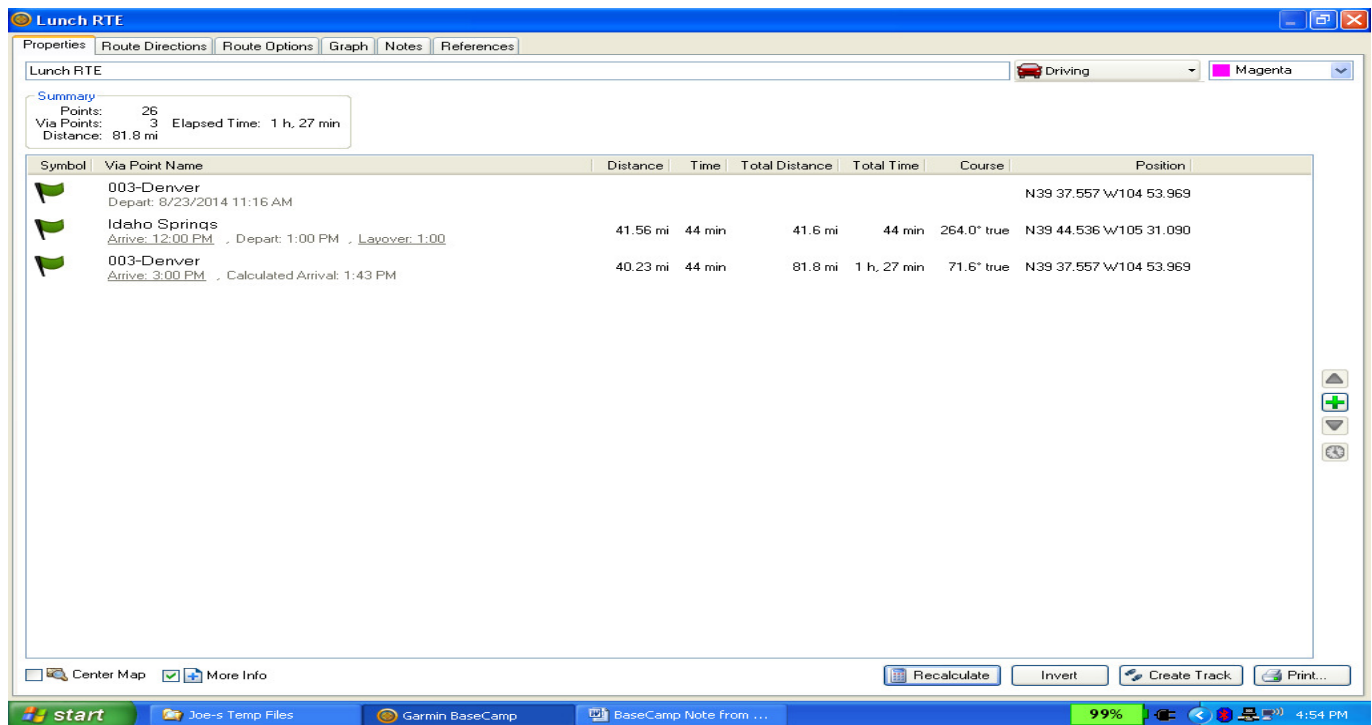 Lunch RTE
Properties Route Directions Route Options Graph Notes References
Lunch RTE Driving Magenta
Summary
Points: 26
Via Points: 3 Elapsed Time: 1 h, 27 min
Distance: 81.8 mi
Symbol Via Point Name Distance Time Total Distance Total Time Course Position
003-Denver
Depart: 8/23/2014 11:16 AM
N39 37.557 W104 53.969
Idaho Springs
Arrive: 12:00 PM , Depart: 1:00 PM , Layover: 1:00
41.56 mi 44 min 41.6 mi 44 min 264.0° true N39 44.536 W105 31.090
003-Denver
Arrive: 3:00 PM , Calculated Arrival: 1:43 PM
40.23 mi 44 min 81.8 mi 1 h, 27 min 71.6° true N39 37.557 W104 53.969
Center Map More Info Recalculate Invert Create Track Print...
start Joe-s Temp Files Garmin BaseCamp BaseCamp Note from ... 99% 4:54 PM